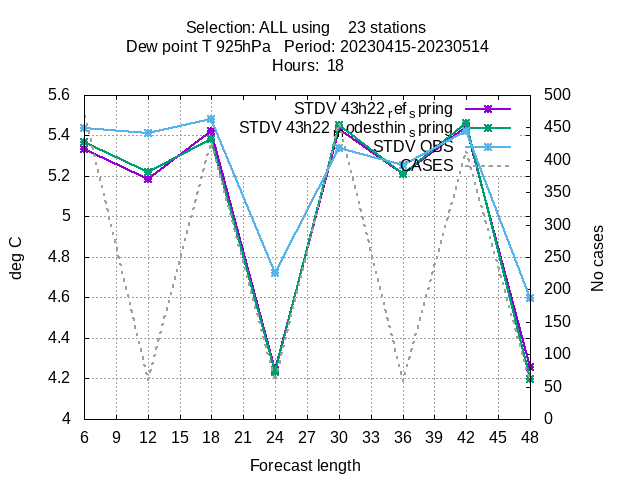 Selection: ALL using 23 stations
Dew point T 925hPa Period: 20230415-20230514
Hours: 18
5.6
5.4
5.2
5
4.8
4.6
4.4
4.2
4
500
450
400
350
300
250
200
150
100
50
0
STDV 43h22 ref spring
STDV 43h22 nodesthin spring
STDV OBS
CASES
deg C
No cases
6 9 12 15 18 21 24 27 30 33 36 39 42 45 48
Forecast length